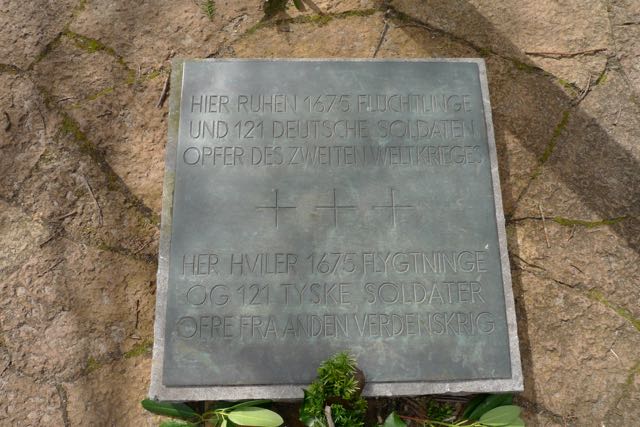 HIER RUHEN 1675 FLÜCHTLINGE
UND 121 DEUTSCHE SOLDATEN
OPFER DES ZWEITEN WELTKRIEGES
HER HVILER 1675 FLYGTNINGE
OG 121 TYSKE SOLDATER
OFRE FRA ANDEN VERDENSKRIG